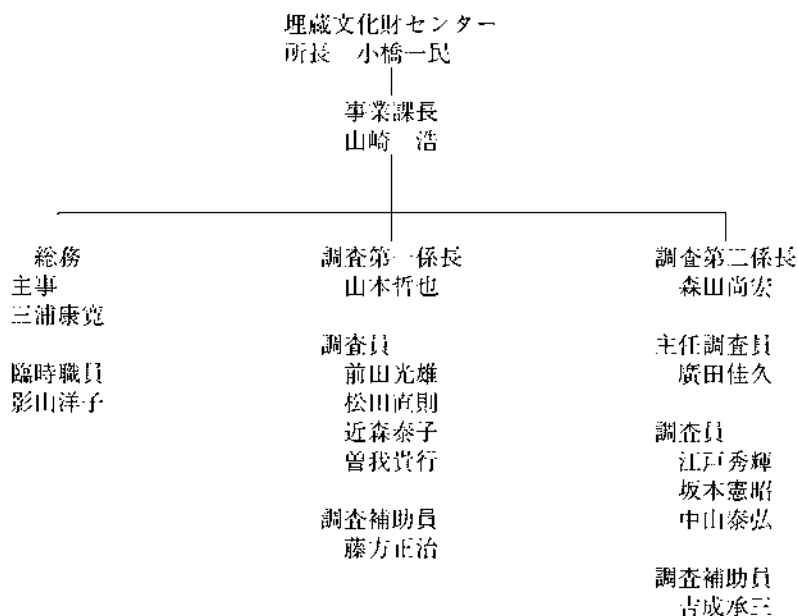 埋蔵文化財センター
所長　小橋一民
事業課長
山崎　浩
総務
主事
三浦康寛
臨時職員
影山洋子
調査第一係長
山本哲也
調査員
前田光雄
松田直則
近森泰子
曽我貴行
調査補助員
藤方正治
調査第二係長
森田尚宏
主任調査員
廣田佳久
調査員
江戸秀輝
坂本憲昭
中山泰弘
調査補助員
吉成承三